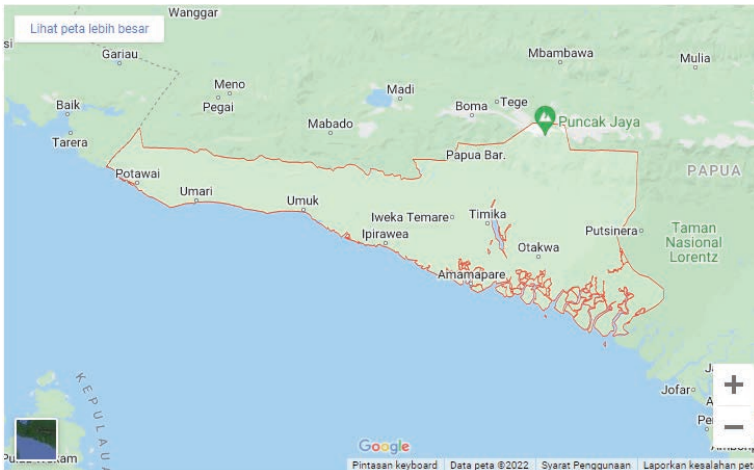 Wanggar
Lihat peta lebih besar
Gariau
Mbambawa
Mulia
Meno
Madi
Tege
Baik
Pegai
Boma
Puncak Jaya
Mabado
Tarera
Papua Bar.
PAPUA
Potawai
Umari
Umuk
Iweka Temare
Timika
Ipirawea
Putsinera
Taman
Nasional
Lorentz
Otakwa
Amamapare
KEPULAUA
Jofar
Google
Pintasan keyboard
Data peta ©2022
Syarat Penggunaan
Laporkan kesalahan pet